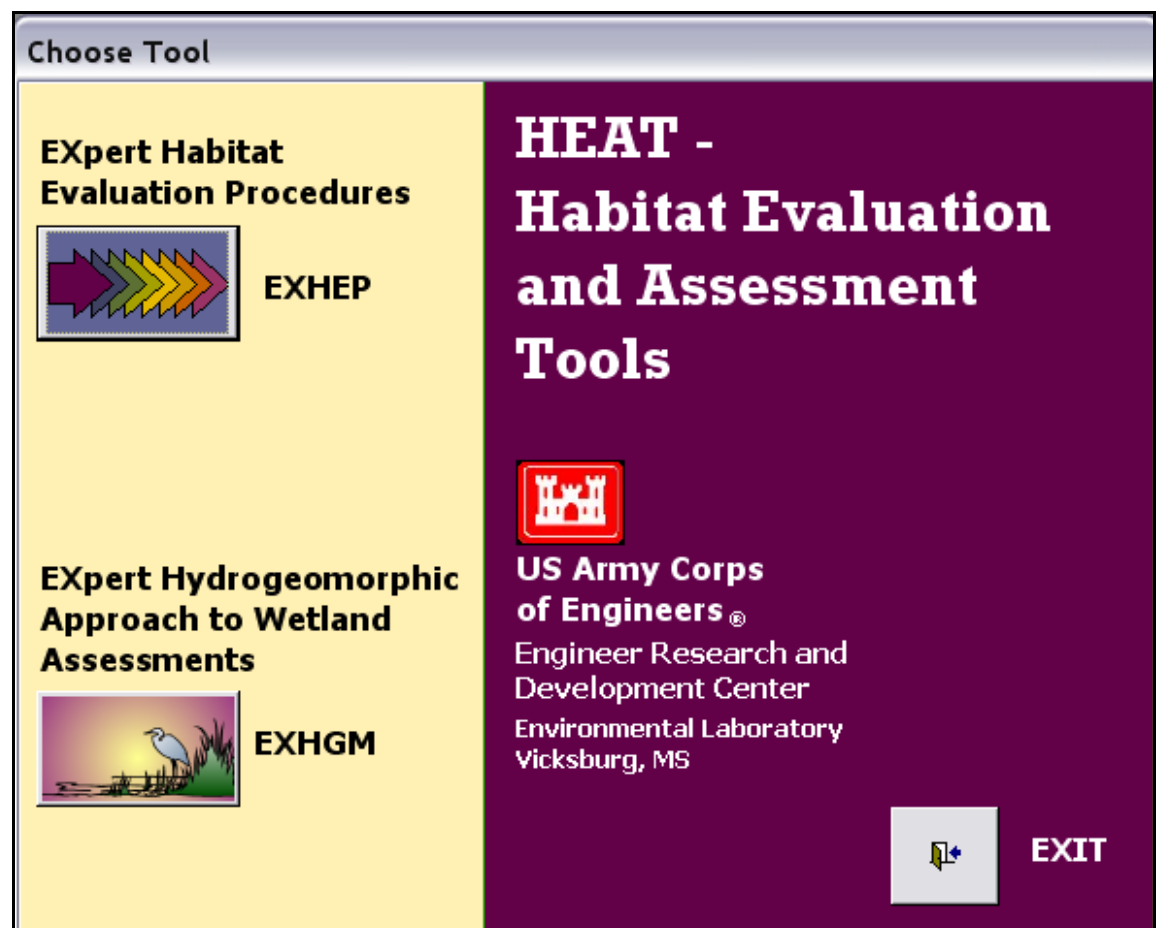 Choose Tool
EXpert Habitat
Evaluation Procedures
EXHEP
EXpert Hydrogeomorphic
Approach to Wetland
Assessments
EXHGM
HEAT -
Habitat Evaluation
and Assessment
Tools
US Army Corps
of Engineers ®
Engineer Research and
Development Center
Environmental Laboratory
Vicksburg, MS
EXIT